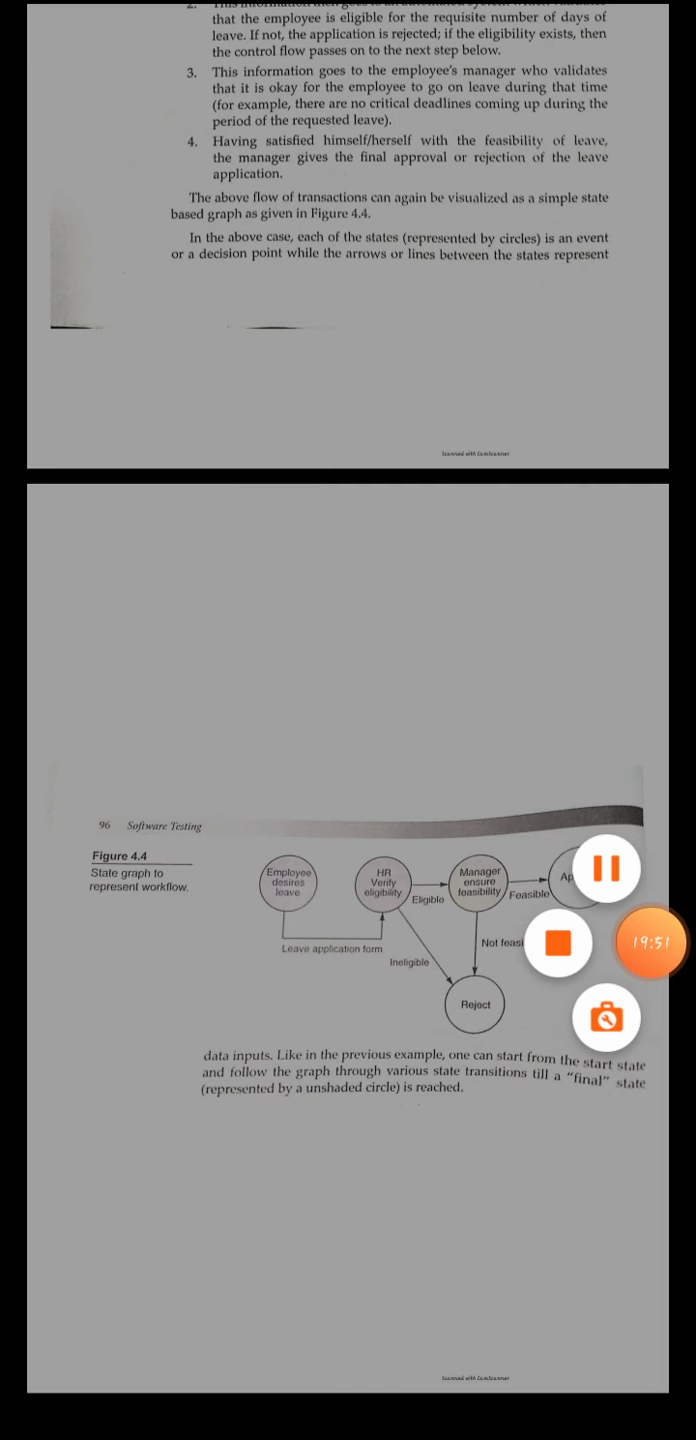 that the employee is eligible for the requisite number of days of
leave. If not, the application is rejected; if the eligibility exists, then
the control flow passes on to the next step below.
3. This information goes to the employee's manager who validates
that it is okay for the employee to go on leave during that time
(for example, there are no critical deadlines coming up during the
period of the requested leave).
4. Having satisfied himself/herself with the feasibility of leave,
the manager gives the final approval or rejection of the leave
application.
The above flow of transactions can again be visualized as a simple state
based graph as given in Figure 4.4.
In the above case, each of the states (represented by circles) is an event
or a decision point while the arrows or lines between the states represent
Scanned with CamScanner
96 Software Testing
Figure 4.4
State graph to
represent workflow.
Employee
desires
leave
HR
Verify
eligibility
Eligible
Manager
ensure
feasibility
Feasible
Ap
Leave application form
Ineligible
Not feasi
Reject
19:51
data inputs. Like in the previous example, one can start from the start state
and follow the graph through various state transitions till a "final" state
(represented by a unshaded circle) is reached.
Scanned with CamScanner